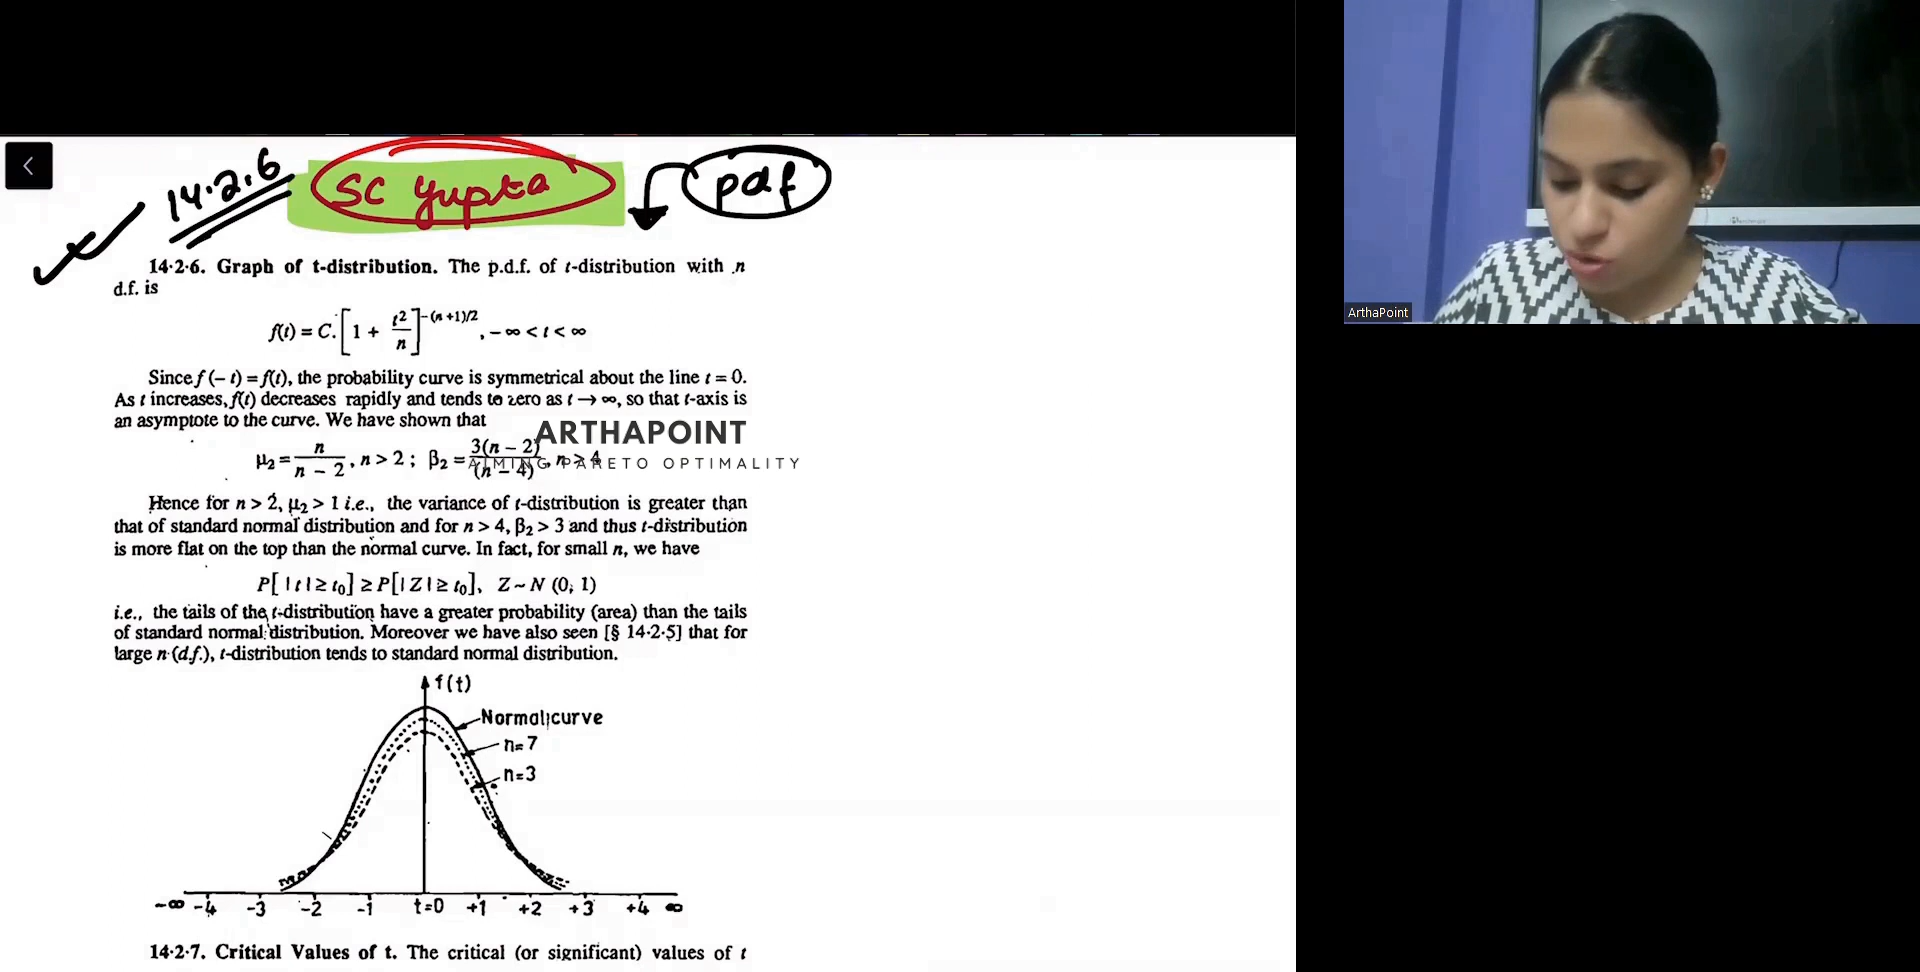 14.2.6 SC Gupta pdf
14·2·6. Graph of t-distribution. The p.d.f. of t-distribution with n
d.f. is
f(t) = C. [1 + t²/n]^-(n+1)/2, -∞ < t < ∞
Since f(-t) = f(t), the probability curve is symmetrical about the line t = 0.
As t increases, f(t) decreases rapidly and tends to zero as t → ∞, so that t-axis is
an asymptote to the curve. We have shown that
ARTHAPOINT
μ₂ = n/(n - 2), n > 2 ; β₂ = 3(n - 2)/(n - 4), n > 4
AIMING PARETO OPTIMALITY
Hence for n > 2, μ₂ > 1 i.e., the variance of t-distribution is greater than
that of standard normal distribution and for n > 4, β₂ > 3 and thus t-distribution
is more flat on the top than the normal curve. In fact, for small n, we have
P[ |t| ≥ t₀] ≥ P[|Z| ≥ t₀], Z ~ N (0, 1)
i.e., the tails of the t-distribution have a greater probability (area) than the tails
of standard normal distribution. Moreover we have also seen [§ 14·2·5] that for
large n (d.f.), t-distribution tends to standard normal distribution.
f(t)
Normal curve
n=7
n=3
-∞ -4 -3 -2 -1 t=0 +1 +2 +3 +4 ∞
14·2·7. Critical Values of t. The critical (or significant) values of t
ArthaPoint